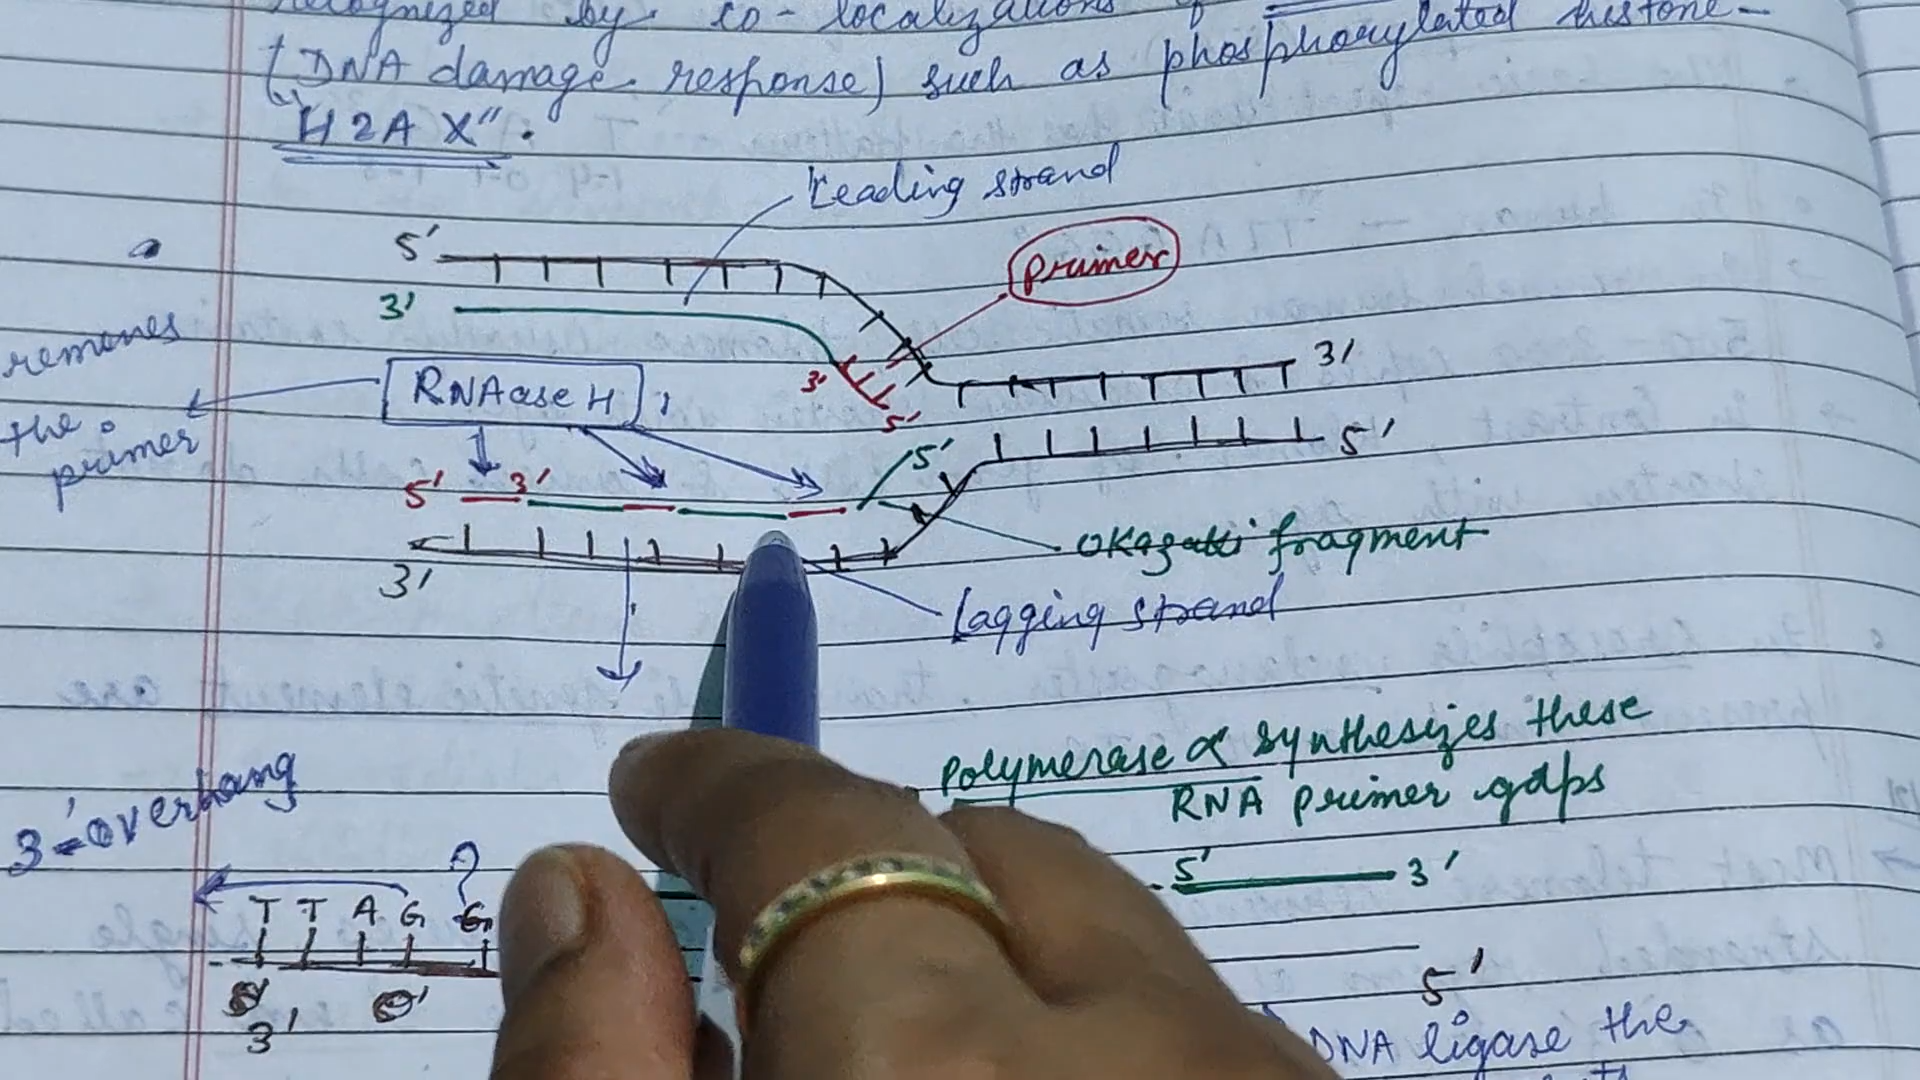 recognized by co-localizations of
(DNA damage response) such as phosphorylated histone-
"H2A X".
Leading strand
5'
primer
3'
removes
3'
3'
RNAase H
5'
the primer
5'
5'
5' 3'
Okazaki fragment
3'
Lagging strand
polymerase α synthesizes these
RNA primer gaps
3'-overhang
5' 3'
T T A G G
5'
3'
DNA ligase the